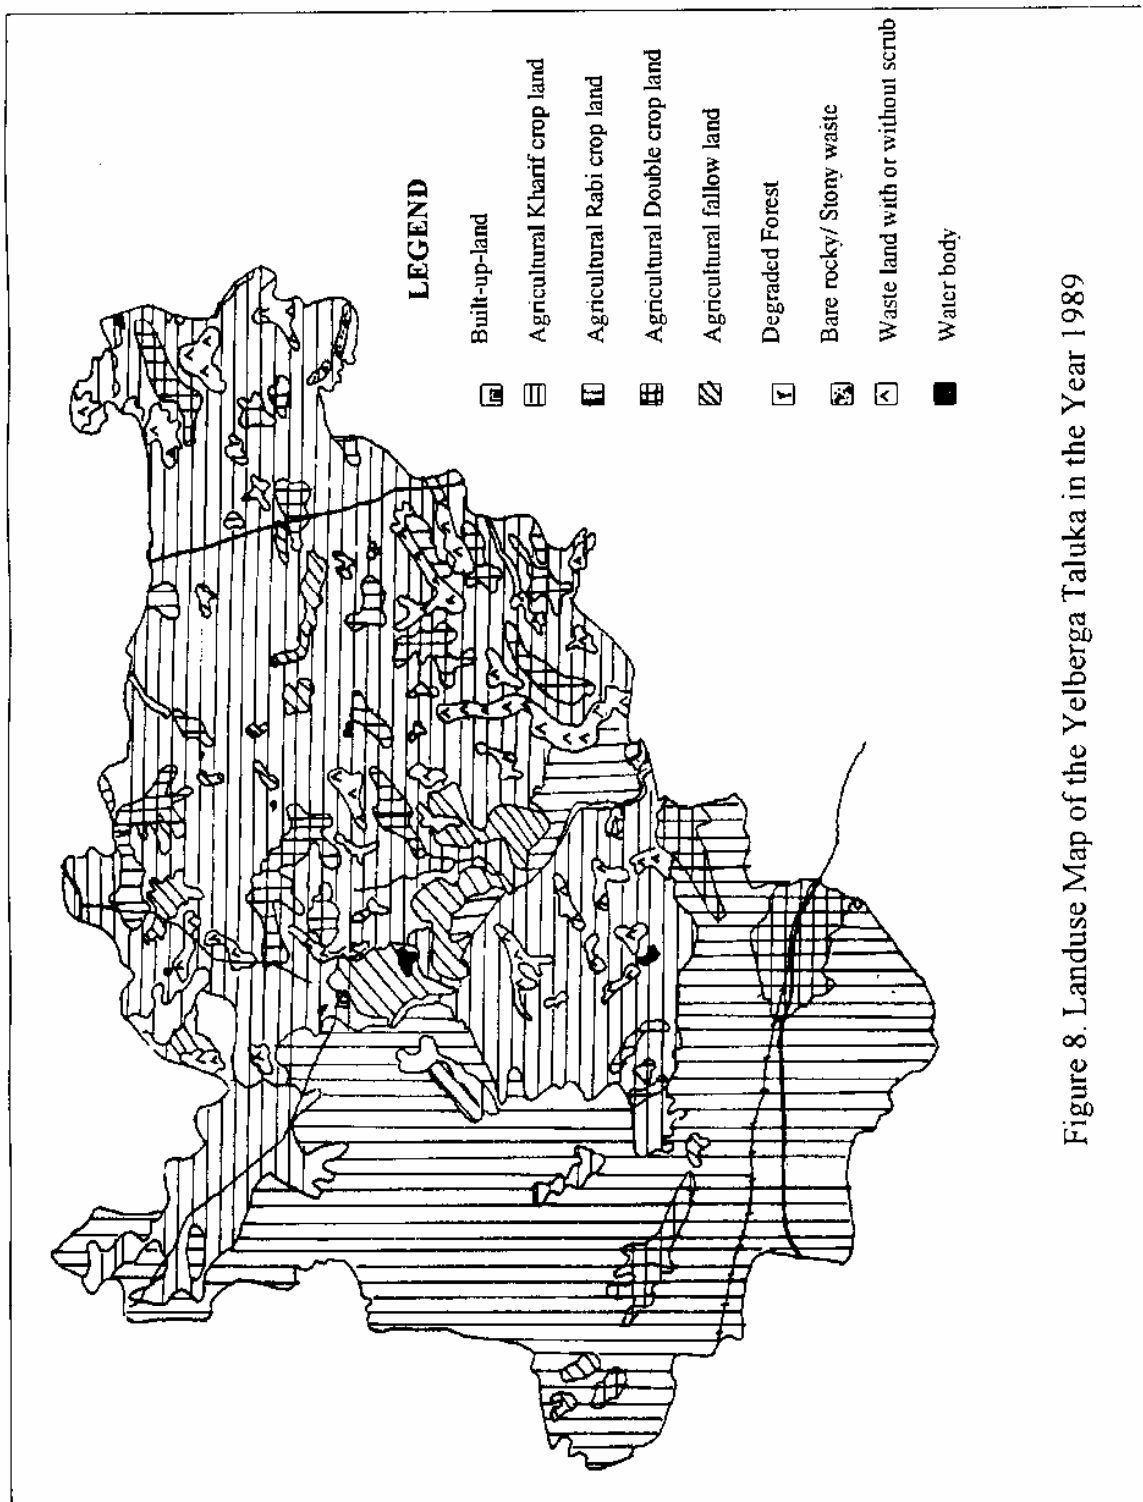 LEGEND
Built-up-land
Agricultural Kharif crop land
Agricultural Rabi crop land
Agricultural Double crop land
Agricultural fallow land
Degraded Forest
Bare rocky/ Stony waste
Waste land with or without scrub
Water body
Figure 8. Landuse Map of the Yelberga Taluka in the Year 1989